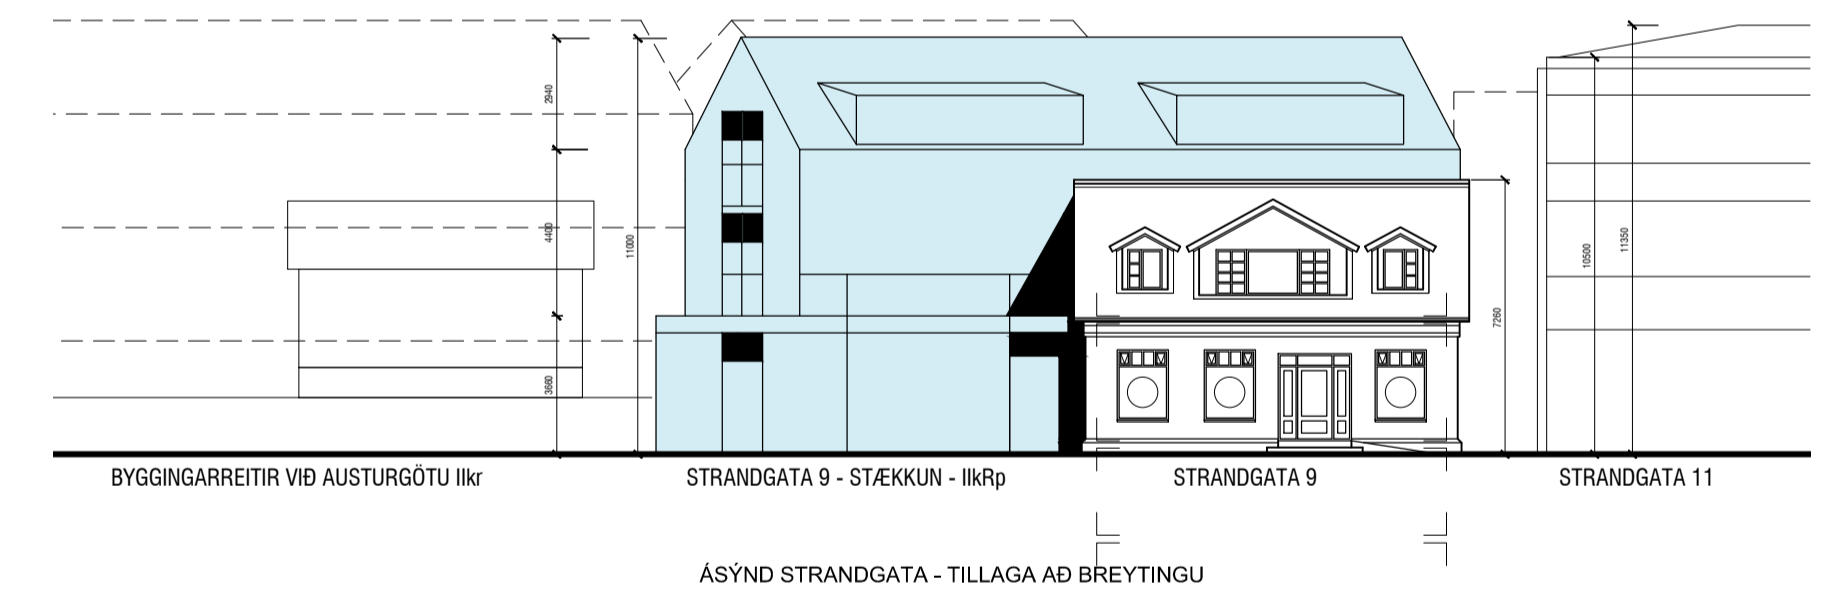 2940
4400
3660
11000
7260
10500
11350
BYGGINGARREITIR VIÐ AUSTURGÖTU IIkr
STRANDGATA 9 - STÆKKUN - IIkRp
STRANDGATA 9
STRANDGATA 11
ÁSÝND STRANDGATA - TILLAGA AÐ BREYTINGU